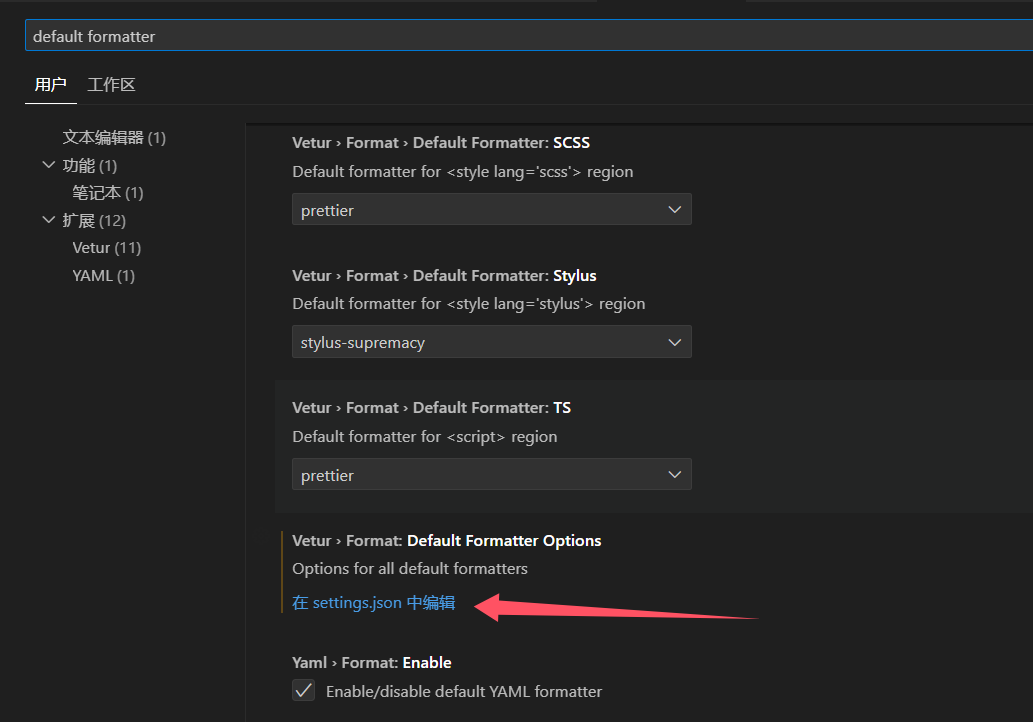 default formatter
用户 工作区
文本编辑器 (1)
功能 (1)
笔记本 (1)
扩展 (12)
Vetur (11)
YAML (1)
Vetur › Format › Default Formatter: SCSS
Default formatter for <style lang='scss'> region
prettier
Vetur › Format › Default Formatter: Stylus
Default formatter for <style lang='stylus'> region
stylus-supremacy
Vetur › Format › Default Formatter: TS
Default formatter for <script> region
prettier
Vetur › Format: Default Formatter Options
Options for all default formatters
在 settings.json 中编辑
Yaml › Format: Enable
Enable/disable default YAML formatter